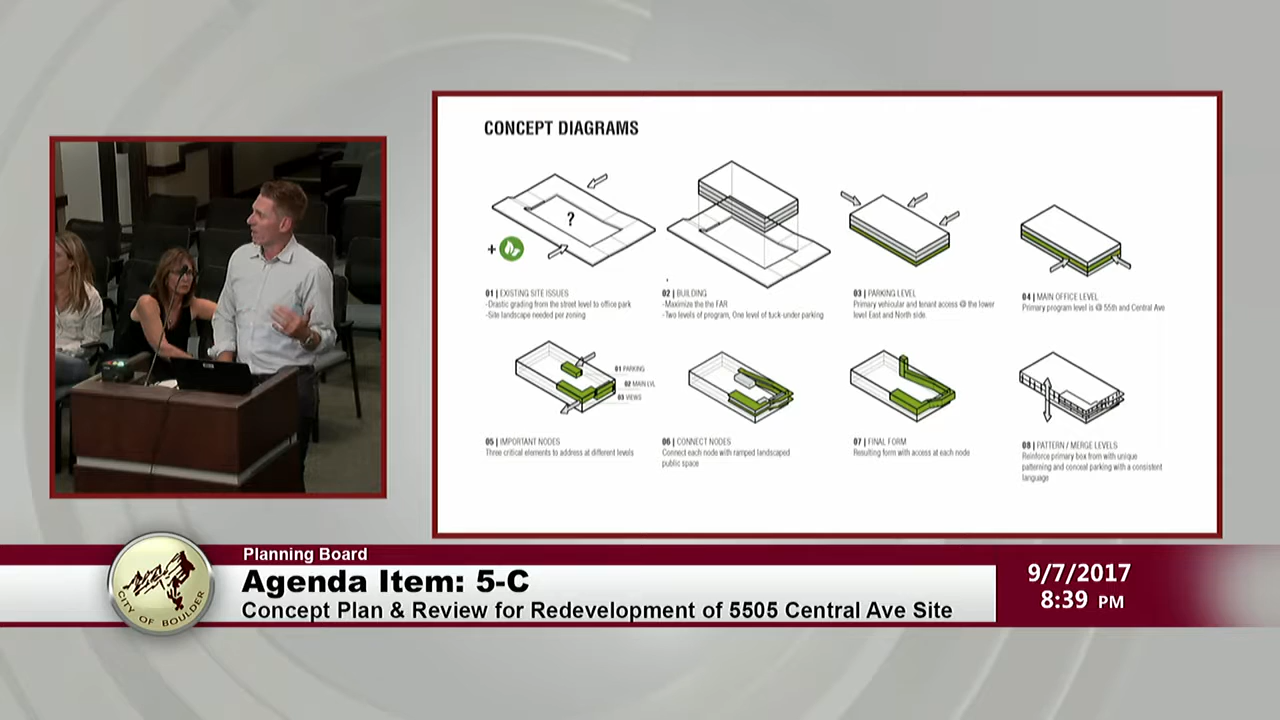 CONCEPT DIAGRAMS
?
+
01 | EXISTING SITE ISSUES
-Drastic grading from the street level to office park
-Site landscape needed per zoning
02 | BUILDING
-Maximize the the FAR
-Two levels of program, One level of tuck-under parking
03 | PARKING LEVEL
Primary vehicular and tenant access @ the lower
level East and North side.
04 | MAIN OFFICE LEVEL
Primary program level is @ 55th and Central Ave
01 PARKING
02 MAIN LVL
03 VIEWS
05 | IMPORTANT NODES
Three critical elements to address at different levels
06 | CONNECT NODES
Connect each node with ramped landscaped
public space
07 | FINAL FORM
Resulting form with access at each node
08 | PATTERN / MERGE LEVELS
Reinforce primary box from with unique
patterning and conceal parking with a consistent
language
CITY OF BOULDER
Planning Board
Agenda Item: 5-C
Concept Plan & Review for Redevelopment of 5505 Central Ave Site
9/7/2017
8:39 PM